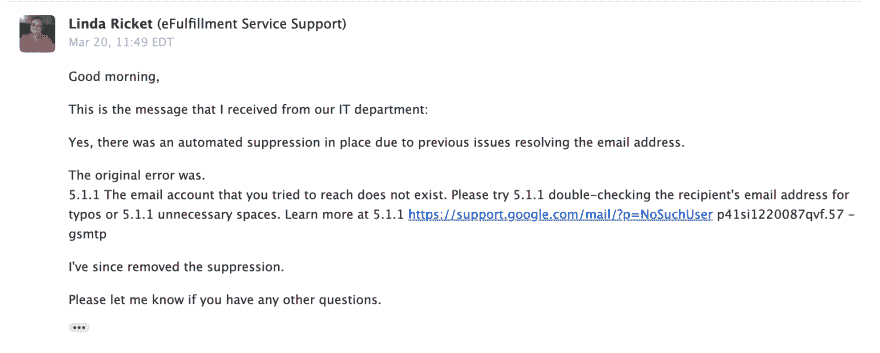 Linda Ricket (eFulfillment Service Support)
Mar 20, 11:49 EDT
Good morning,
This is the message that I received from our IT department:
Yes, there was an automated suppression in place due to previous issues resolving the email address.
The original error was.
5.1.1 The email account that you tried to reach does not exist. Please try 5.1.1 double-checking the recipient's email address for
typos or 5.1.1 unnecessary spaces. Learn more at 5.1.1 https://support.google.com/mail/?p=NoSuchUser p41si1220087qvf.57 -
gsmtp
I've since removed the suppression.
Please let me know if you have any other questions.